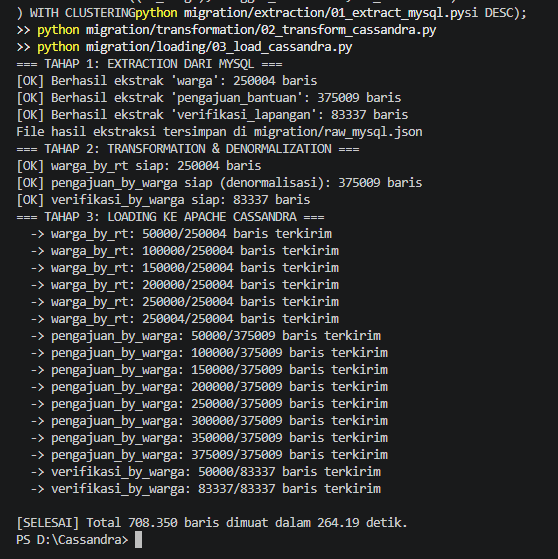 ) WITH CLUSTERINGpython migration/extraction/01_extract_mysql.pysi DESC);
>> python migration/transformation/02_transform_cassandra.py
>> python migration/loading/03_load_cassandra.py
=== TAHAP 1: EXTRACTION DARI MYSQL ===
[OK] Berhasil ekstrak 'warga': 250004 baris
[OK] Berhasil ekstrak 'pengajuan_bantuan': 375009 baris
[OK] Berhasil ekstrak 'verifikasi_lapangan': 83337 baris
File hasil ekstraksi tersimpan di migration/raw_mysql.json
=== TAHAP 2: TRANSFORMATION & DENORMALIZATION ===
[OK] warga_by_rt siap: 250004 baris
[OK] pengajuan_by_warga siap (denormalisasi): 375009 baris
[OK] verifikasi_by_warga siap: 83337 baris
=== TAHAP 3: LOADING KE APACHE CASSANDRA ===
-> warga_by_rt: 50000/250004 baris terkirim
-> warga_by_rt: 100000/250004 baris terkirim
-> warga_by_rt: 150000/250004 baris terkirim
-> warga_by_rt: 200000/250004 baris terkirim
-> warga_by_rt: 250000/250004 baris terkirim
-> warga_by_rt: 250004/250004 baris terkirim
-> pengajuan_by_warga: 50000/375009 baris terkirim
-> pengajuan_by_warga: 100000/375009 baris terkirim
-> pengajuan_by_warga: 150000/375009 baris terkirim
-> pengajuan_by_warga: 200000/375009 baris terkirim
-> pengajuan_by_warga: 250000/375009 baris terkirim
-> pengajuan_by_warga: 300000/375009 baris terkirim
-> pengajuan_by_warga: 350000/375009 baris terkirim
-> pengajuan_by_warga: 375009/375009 baris terkirim
-> verifikasi_by_warga: 50000/83337 baris terkirim
-> verifikasi_by_warga: 83337/83337 baris terkirim
[SELESAI] Total 708.350 baris dimuat dalam 264.19 detik.
PS D:\Cassandra>